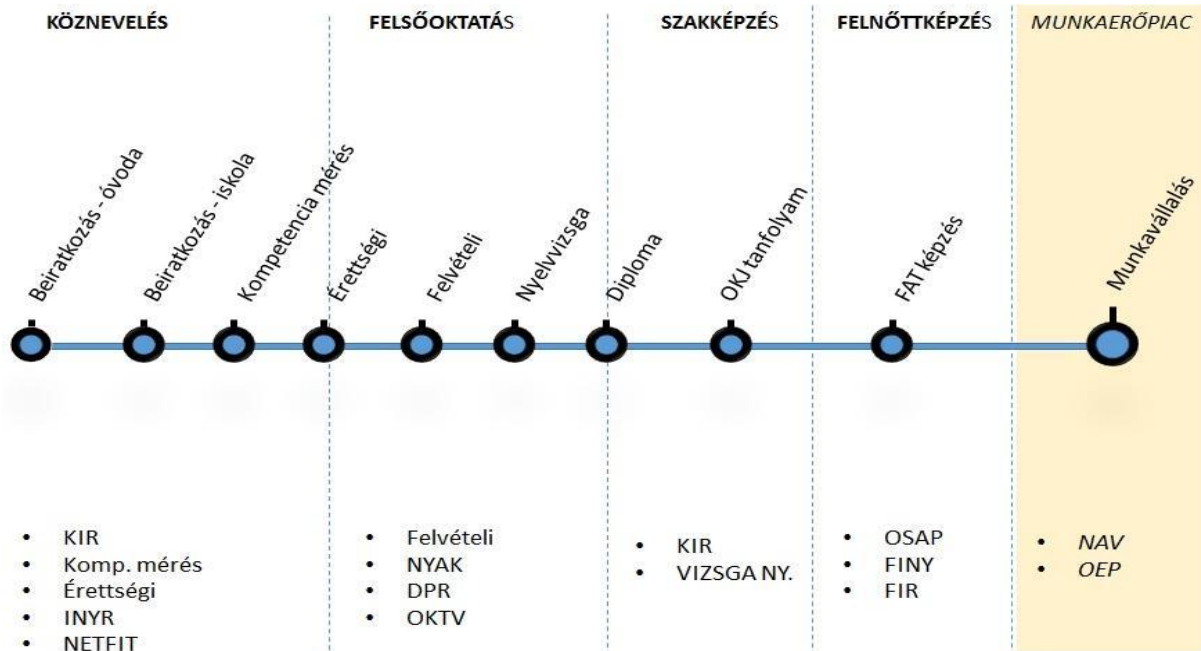 KÖZNEVELÉS
FELSŐOKTATÁS
SZAKKÉPZÉS
FELNŐTTKÉPZÉS
MUNKAERŐPIAC
Beiratkozás - óvoda
Beiratkozás - iskola
Kompetencia mérés
Érettségi
Felvételi
Nyelvvizsga
Diploma
OKJ tanfolyam
FAT képzés
Munkavállalás
• KIR
• Komp. mérés
• Érettségi
• INYR
• NETFIT
• Felvételi
• NYAK
• DPR
• OKTV
• KIR
• VIZSGA NY.
• OSAP
• FINY
• FIR
• NAV
• OEP